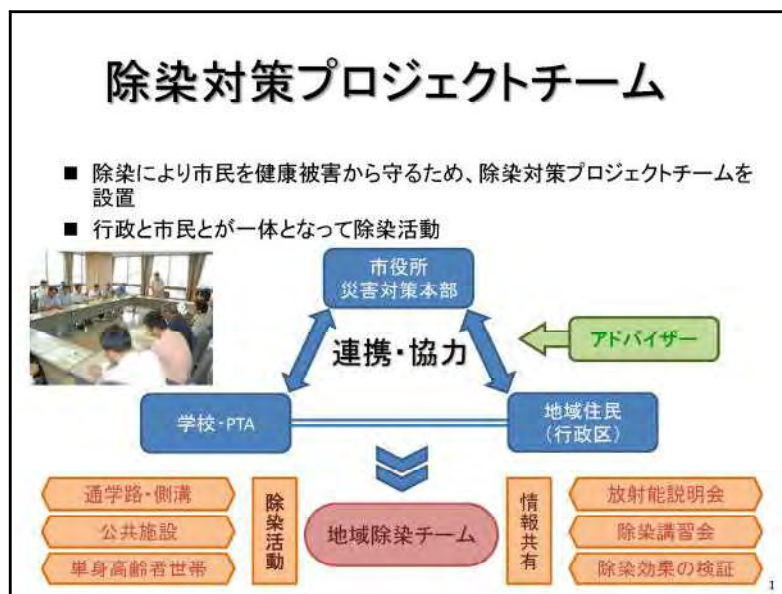 除染対策プロジェクトチーム
■ 除染により市民を健康被害から守るため、除染対策プロジェクトチームを
設置
■ 行政と市民とが一体となって除染活動
市役所
災害対策本部
連携・協力
アドバイザー
学校・PTA
地域住民
(行政区)
通学路・側溝
公共施設
単身高齢者世帯
除染活動
地域除染チーム
情報共有
放射能説明会
除染講習会
除染効果の検証
1